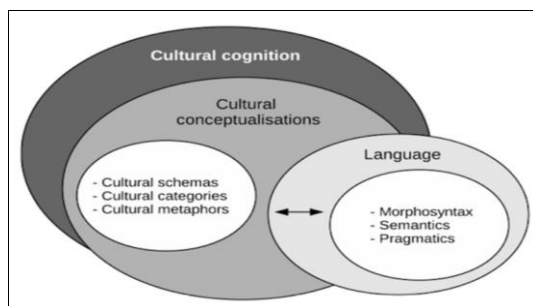 Cultural cognition
Cultural
conceptualisations
- Cultural schemas
- Cultural categories
- Cultural metaphors
Language
- Morphosyntax
- Semantics
- Pragmatics